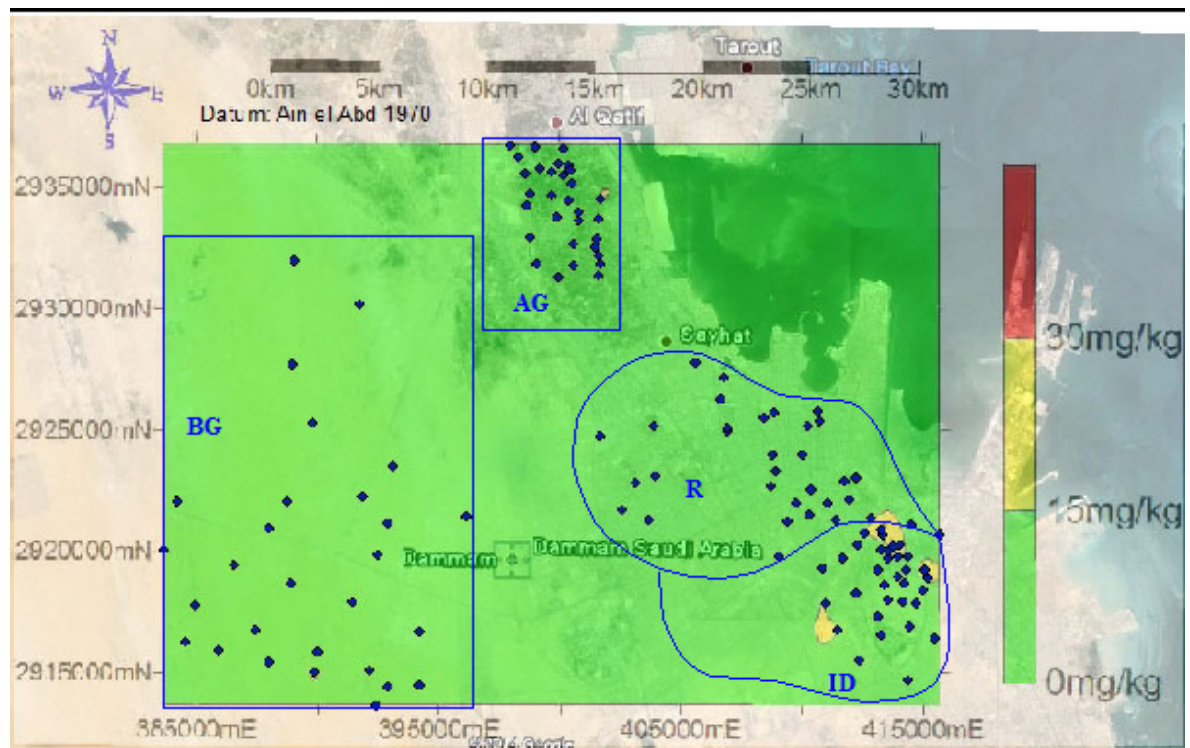 N
W E
S
Tarout
Tarout Bay
0km 5km 10km 15km 20km 25km 30km
Datum: Ain el Abd 1970
Al Qatif
2935000mN
2930000mN
AG
Sayhat
30mg/kg
BG
2925000mN
R
15mg/kg
2920000mN
Dammam
Dammam Saudi Arabia
2915000mN
ID
0mg/kg
385000mE 395000mE 405000mE 415000mE